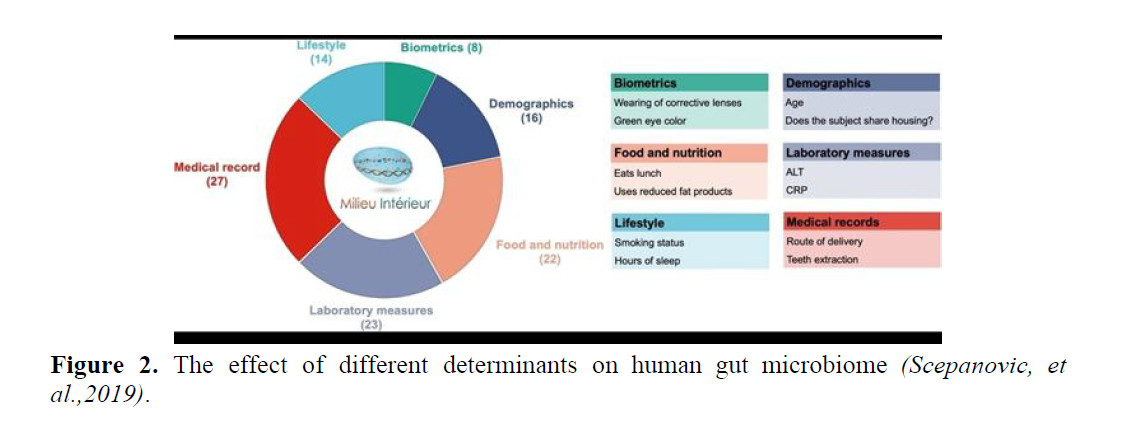 Lifestyle
(14)
Biometrics (8)
Demographics
(16)
Medical record
(27)
Milieu Intérieur
Food and nutrition
(22)
Laboratory measures
(23)
Biometrics
Wearing of corrective lenses
Green eye color
Demographics
Age
Does the subject share housing?
Food and nutrition
Eats lunch
Uses reduced fat products
Laboratory measures
ALT
CRP
Lifestyle
Smoking status
Hours of sleep
Medical records
Route of delivery
Teeth extraction
Figure 2. The effect of different determinants on human gut microbiome (Scepanovic, et
al.,2019).